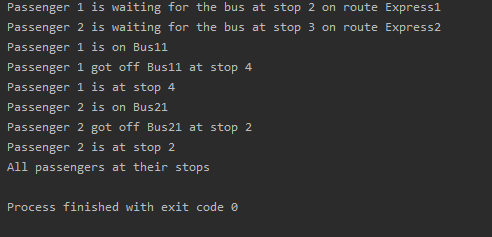 Passenger 1 is waiting for the bus at stop 2 on route Express1
Passenger 2 is waiting for the bus at stop 3 on route Express2
Passenger 1 is on Bus11
Passenger 1 got off Bus11 at stop 4
Passenger 1 is at stop 4
Passenger 2 is on Bus21
Passenger 2 got off Bus21 at stop 2
Passenger 2 is at stop 2
All passengers at their stops
Process finished with exit code 0